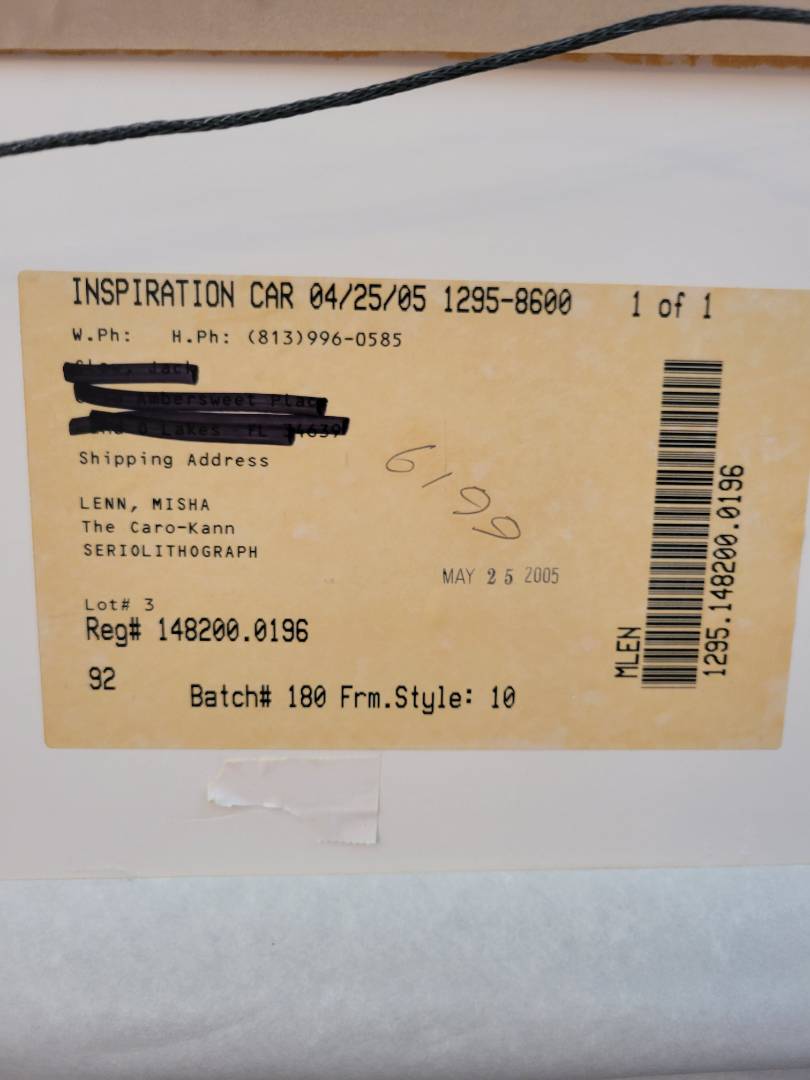 INSPIRATION CAR 04/25/05 1295-8600 1 of 1
W.Ph: H.Ph: (813)996-0585
Shipping Address
6/99
LENN, MISHA
The Caro-Kann
SERIOLITHOGRAPH
MAY 25 2005
Lot# 3
Reg# 148200.0196
92
Batch# 180 Frm.Style: 10
MLEN
1295.148200.0196